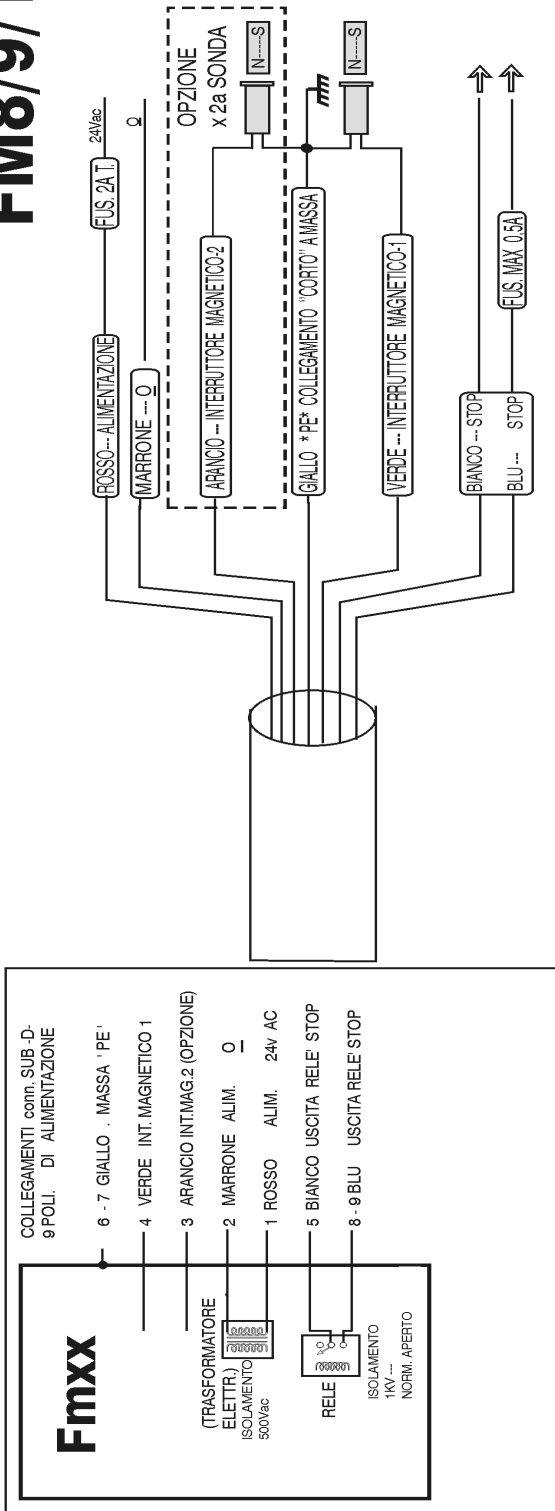 FM8/9/
COLLEGAMENTI conn, SUB -D-
9 POLI. DI ALIMENTAZIONE
6 - 7 GIALLO . MASSA ' PE '
4 VERDE INT. MAGNETICO 1
3 ARANCIO INT.MAG.2 (OPZIONE)
2 MARRONE ALIM. O
1 ROSSO ALIM. 24v AC
5 BIANCO USCITA RELE' STOP
8 - 9 BLU USCITA RELE' STOP
Fmxx
(TRASFORMATORE
ELETTR.)
ISOLAMENTO
500Vac
RELE
ISOLAMENTO
1KV ---
NORM. APERTO
ROSSO--- ALIMENTAZIONE
FUS. 2A T.
24Vac
MARRONE --- O
O
OPZIONE
x 2a SONDA
N-----S
ARANCIO -- INTERRUTTORE MAGNETICO-2
GIALLO * PE* COLLEGAMENTO "CORTO" A MASSA
N-----S
VERDE --- INTERRUTTORE MAGNETICO-1
BIANCO --- STOP
BLU --- STOP
FUS. MAX 0,5A